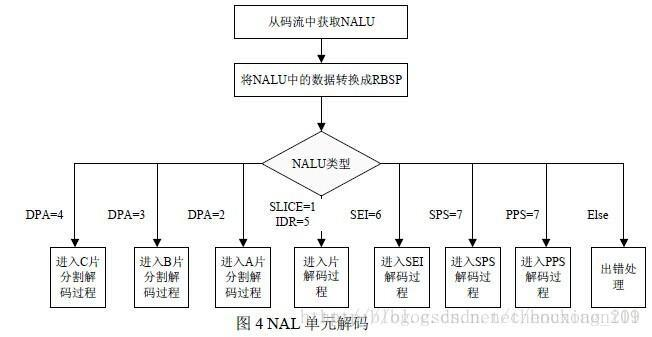 从码流中获取NALU
将NALU中的数据转换成RBSP
NALU类型
DPA=4
DPA=3
DPA=2
SLICE=1
IDR=5
SEI=6
SPS=7
PPS=7
Else
进入C片
分割解
码过程
进入B片
分割解
码过程
进入A片
分割解
码过程
进入片
解码过
程
进入SEI
解码过
程
进入SPS
解码过
程
进入PPS
解码过
程
出错处
理
图 4 NAL 单元解码